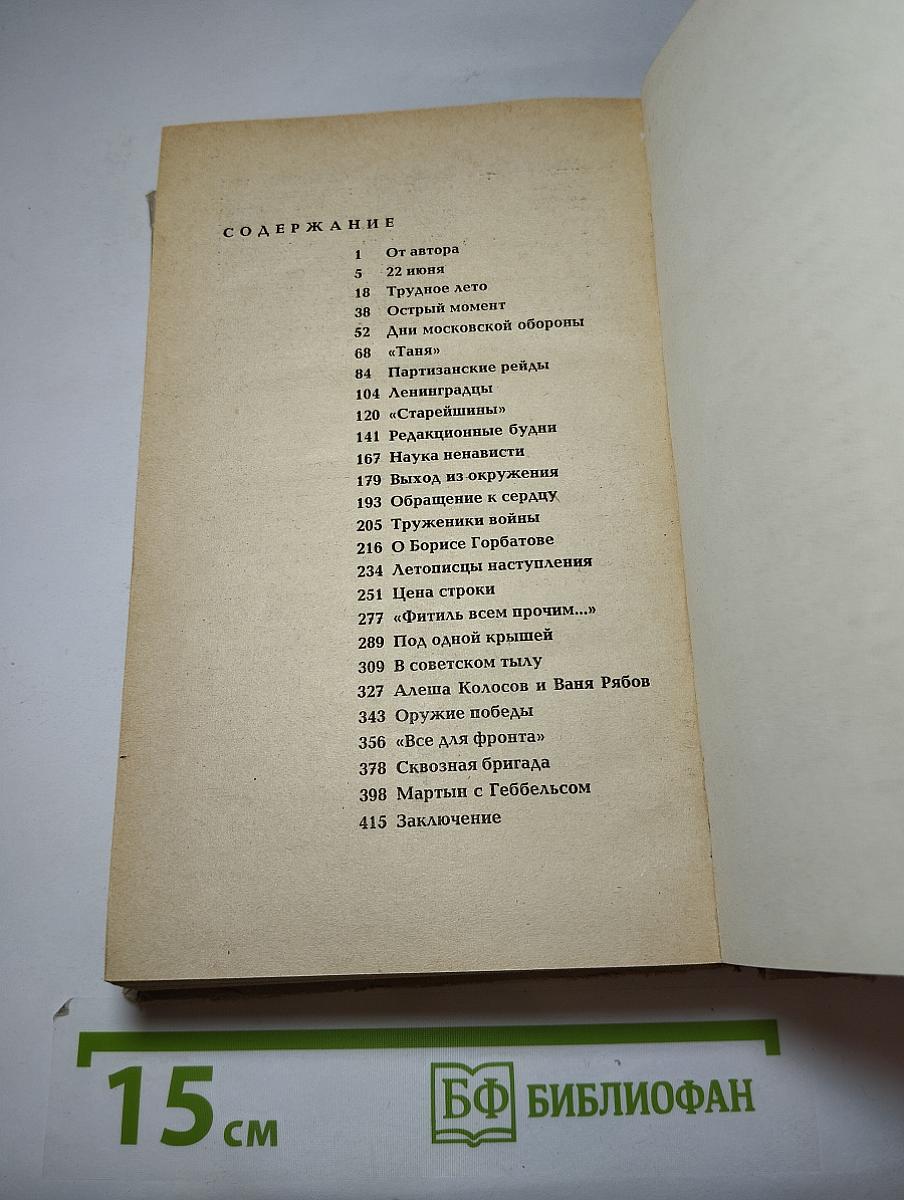 СОДЕРЖАНИЕ
1 От автора
5 22 июня
18 Трудное лето
38 Острый момент
52 Дни московской обороны
68 «Таня»
84 Партизанские рейды
104 Ленинградцы
120 «Старейшины»
141 Редакционные будни
167 Наука ненависти
179 Выход из окружения
193 Обращение к сердцу
205 Труженики войны
216 О Борисе Горбатове
234 Летописцы наступления
251 Цена строки
277 «Фитиль всем прочим...»
289 Под одной крышей
309 В советском тылу
327 Алеша Колосов и Ваня Рябов
343 Оружие победы
356 «Все для фронта»
378 Сквозная бригада
398 Мартын с Геббельсом
415 Заключение
15 см
БФ БИБЛИОФАН